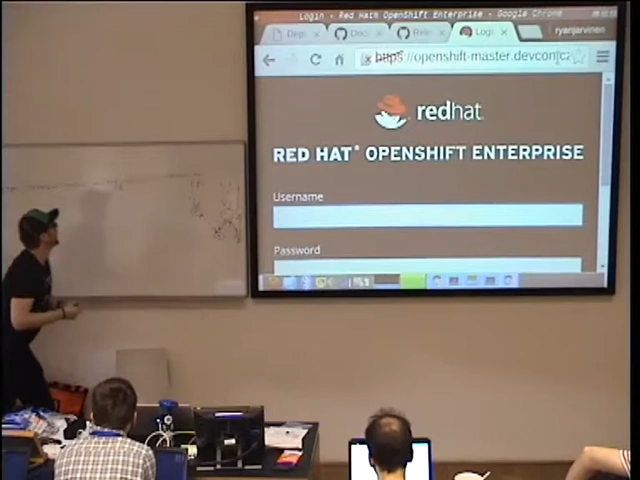 Login - Red Hat OpenShift Enterprise - Google Chrome
Logi
ryanjarvinen
https://openshift-master.devconf
redhat
RED HAT® OPENSHIFT ENTERPRISE
Username
Password